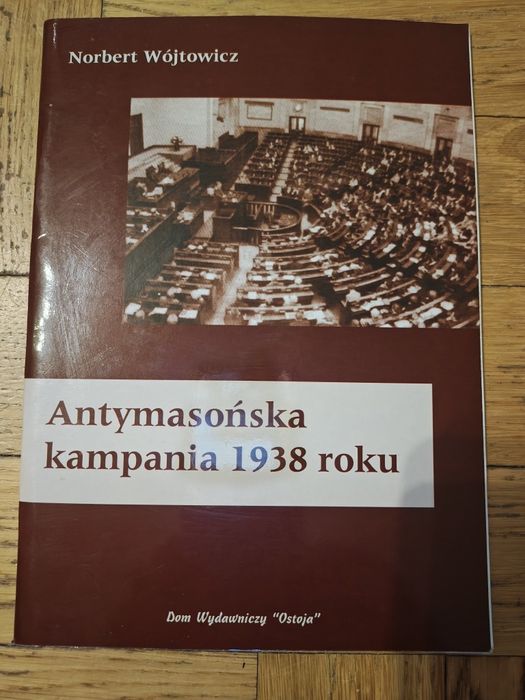 Norbert Wójtowicz
Antymasońska
kampania 1938 roku
Dom Wydawniczy "Ostoja"